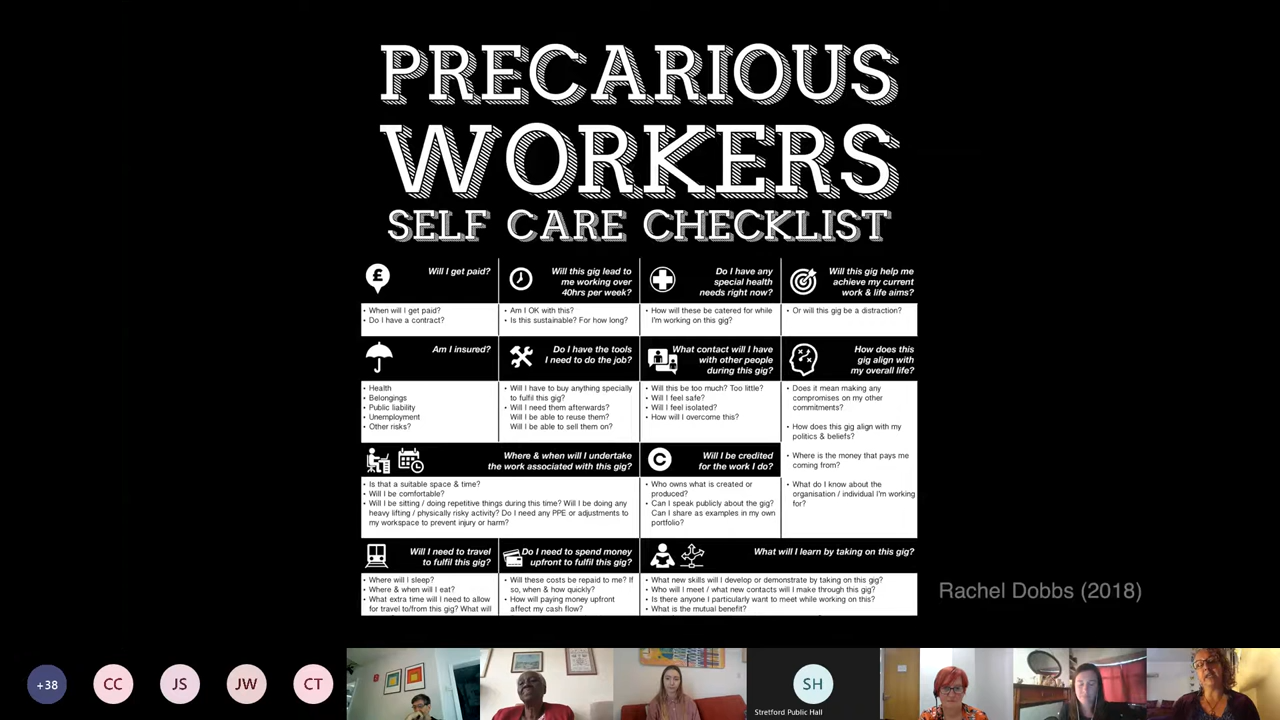 PRECARIOUS
WORKERS
SELF CARE CHECKLIST
£
Will I get paid?
• When will I get paid?
• Do I have a contract?
Will this gig lead to
me working over
40hrs per week?
• Am I OK with this?
• Is this sustainable? For how long?
Do I have any
special health
needs right now?
• How will these be catered for while
I'm working on this gig?
Will this gig help me
achieve my current
work & life aims?
• Or will this gig be a distraction?
Am I insured?
• Health
• Belongings
• Public liability
• Unemployment
• Other risks?
Do I have the tools
I need to do the job?
• Will I have to buy anything specially
to fulfil this gig?
• Will I need them afterwards?
Will I be able to reuse them?
Will I be able to sell them on?
What contact will I have
with other people
during this gig?
• Will this be too much? Too little?
• Will I feel safe?
• Will I feel isolated?
• How will I overcome this?
How does this
gig align with
my overall life?
• Does it mean making any
compromises on my other
commitments?
• How does this gig align with my
politics & beliefs?
• Where is the money that pays me
coming from?
• What do I know about the
organisation / individual I'm working
for?
Where & when will I undertake
the work associated with this gig?
• Is that a suitable space & time?
• Will I be comfortable?
• Will I be sitting / doing repetitive things during this time? Will I be doing any
heavy lifting / physically risky activity? Do I need any PPE or adjustments to
my workspace to prevent injury or harm?
C
Will I be credited
for the work I do?
• Who owns what is created or
produced?
• Can I speak publicly about the gig?
Can I share as examples in my own
portfolio?
Will I need to travel
to fulfil this gig?
• Where will I sleep?
• Where & when will I eat?
• What extra time will I need to allow
for travel to/from this gig? What will
Do I need to spend money
upfront to fulfil this gig?
• Will these costs be repaid to me? If
so, when & how quickly?
• How will paying money upfront
affect my cash flow?
What will I learn by taking on this gig?
• What new skills will I develop or demonstrate by taking on this gig?
• Who will I meet / what new contacts will I make through this gig?
• Is there anyone I particularly want to meet while working on this?
• What is the mutual benefit?
Rachel Dobbs (2018)
+38
CC
JS
JW
CT
SH
Stretford Public Hall